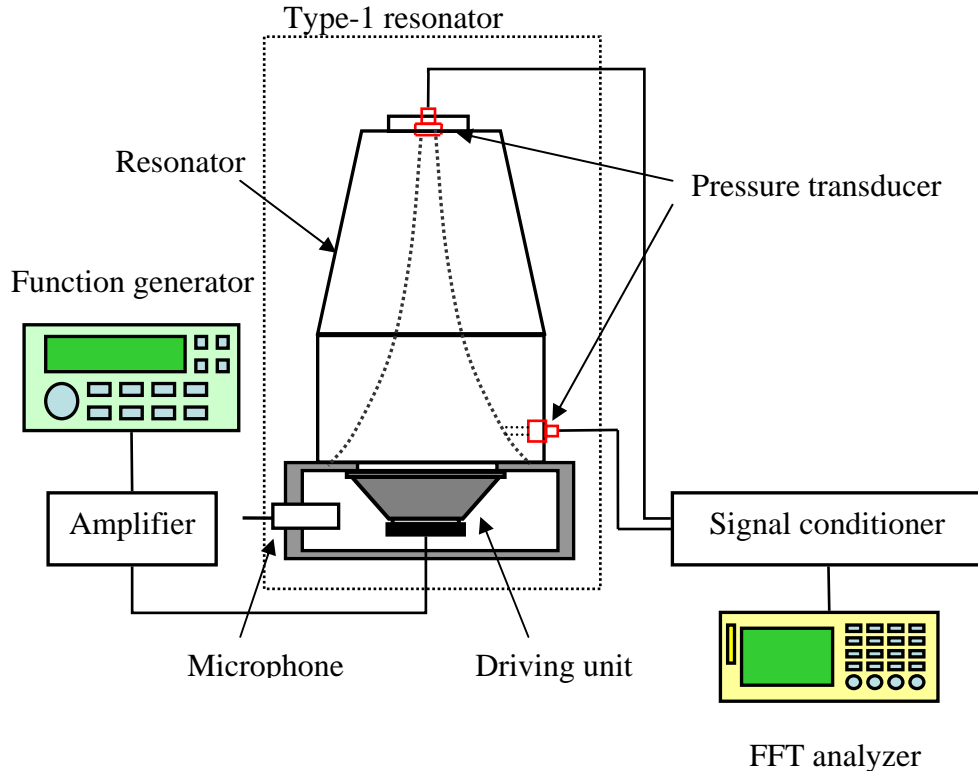 Type-1 resonator
Resonator
Pressure transducer
Function generator
Amplifier
Signal conditioner
Microphone
Driving unit
FFT analyzer